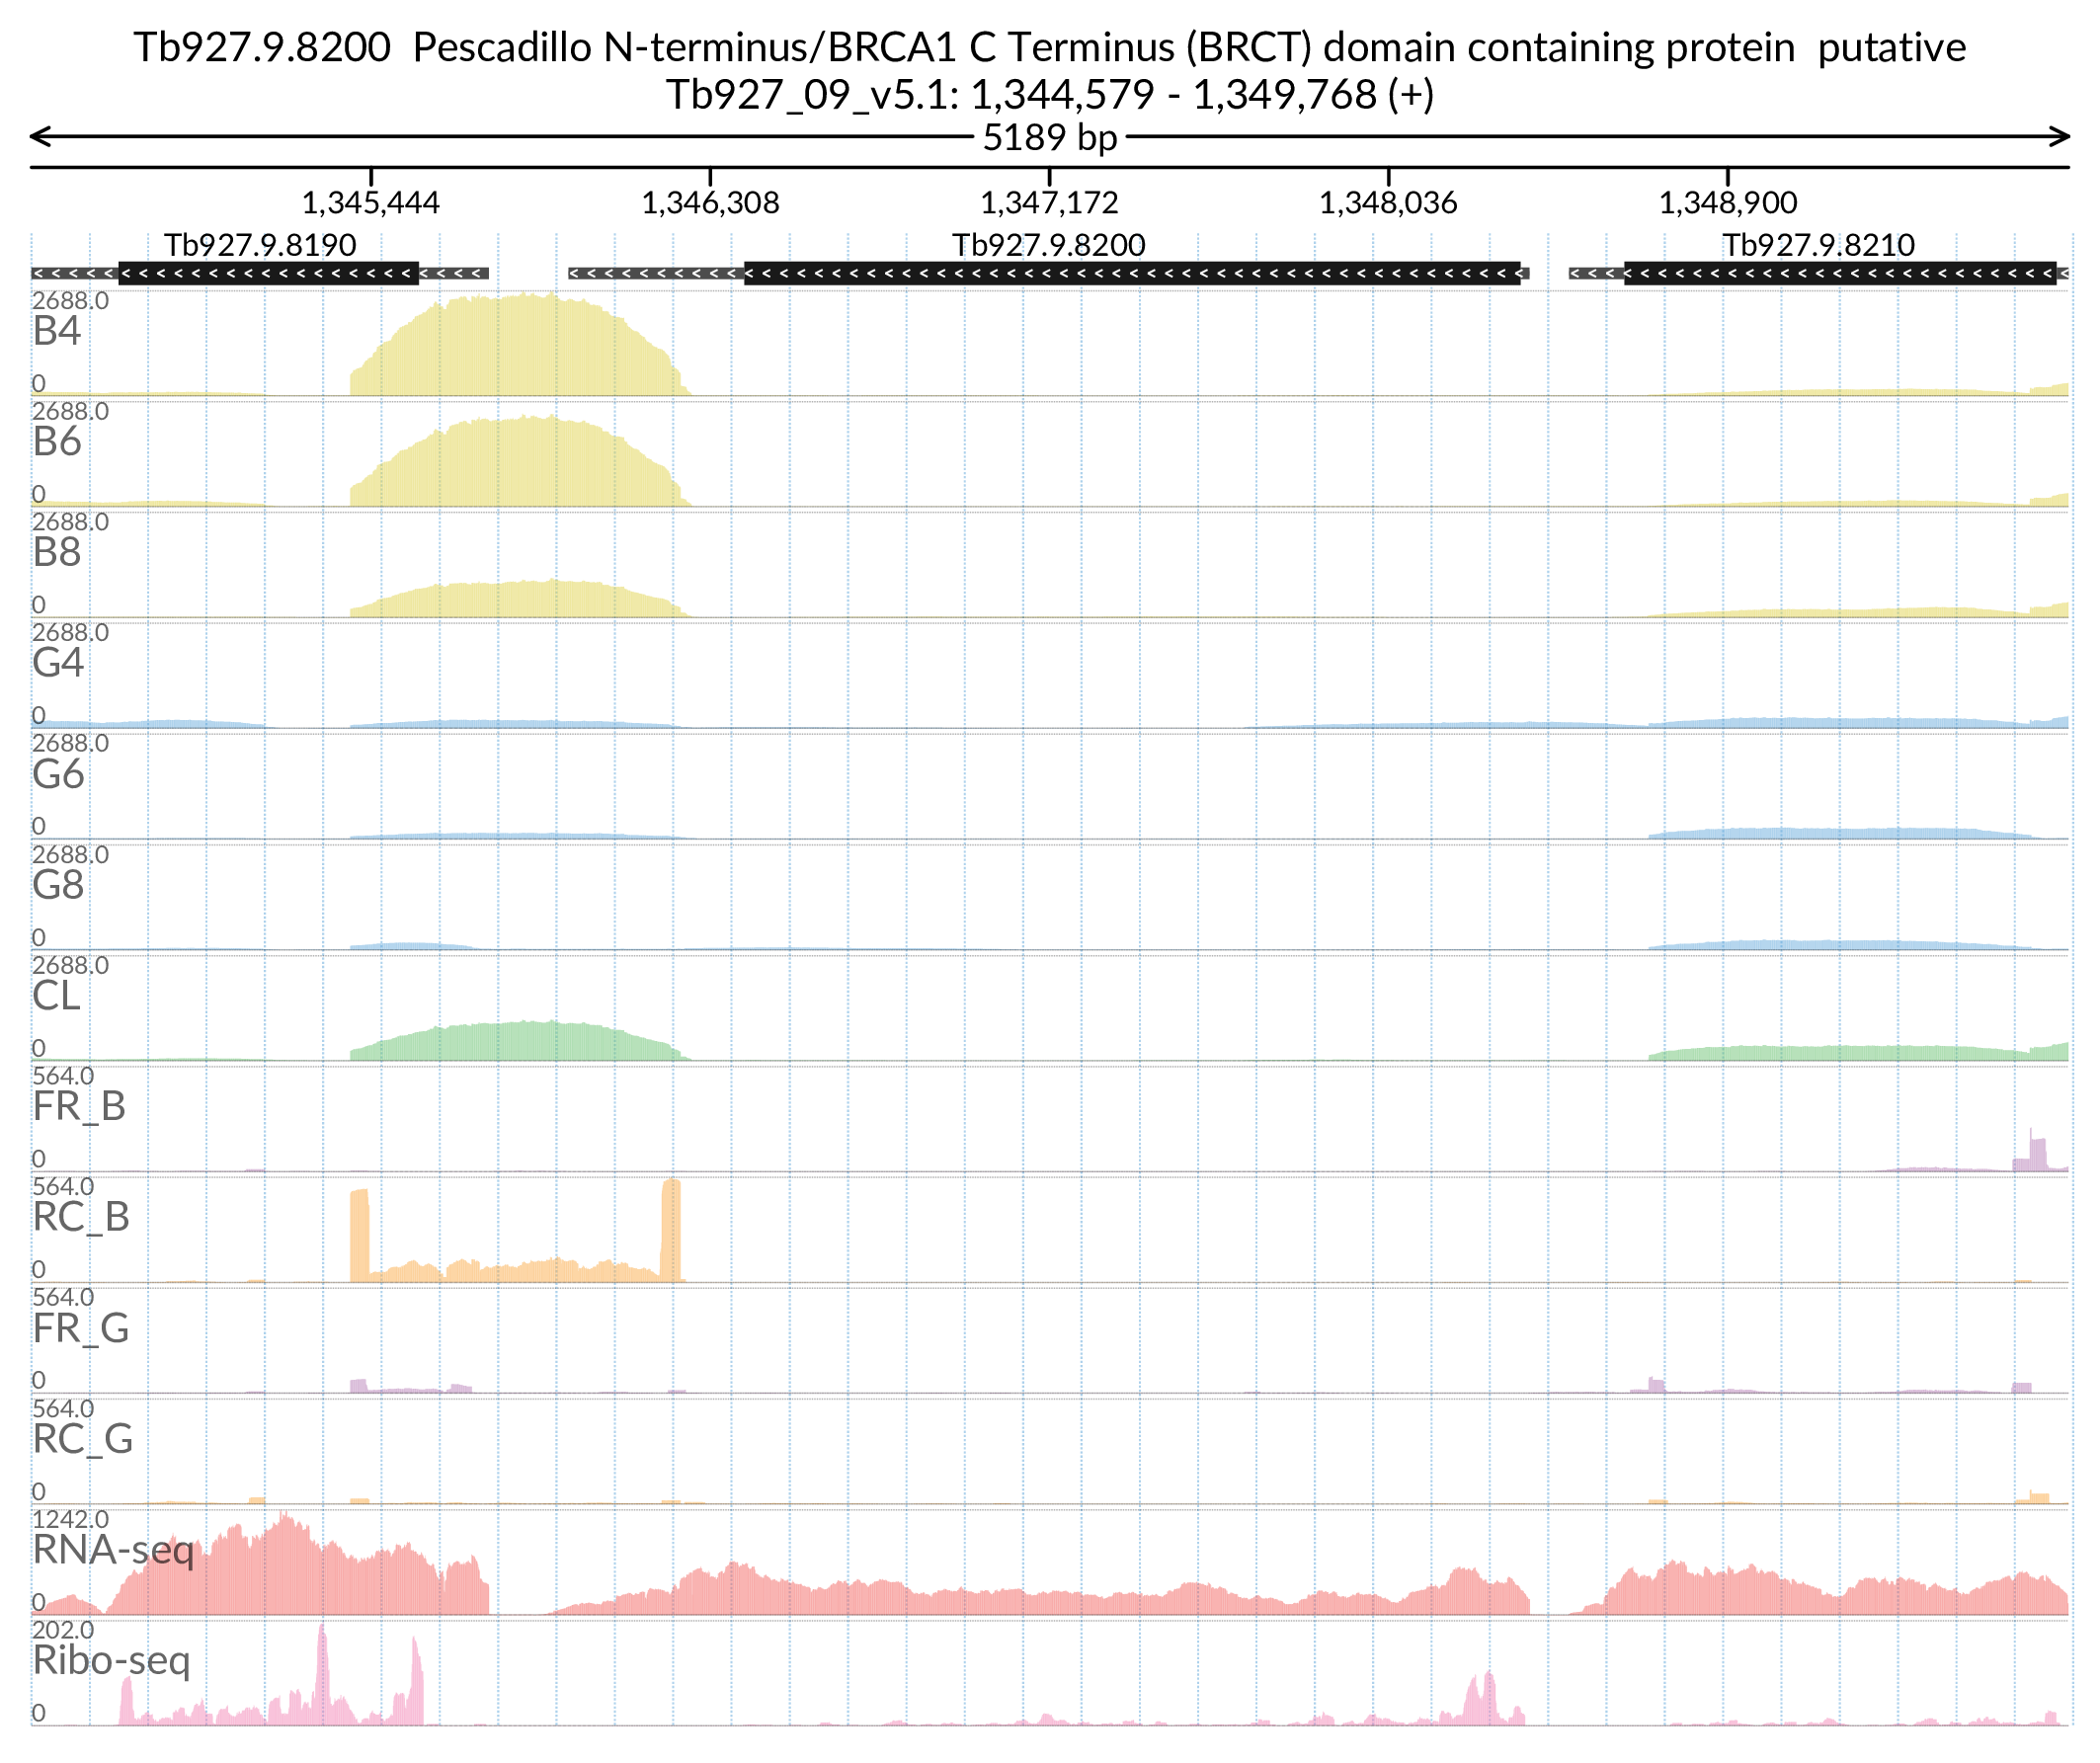 Tb927.9.8200  Pescadillo N-terminus/BRCA1 C Terminus (BRCT) domain containing protein  putative
Tb927_09_v5.1: 1,344,579 - 1,349,768 (+)
5189 bp
1,345,444 1,346,308 1,347,172 1,348,036 1,348,900
Tb927.9.8190 Tb927.9.8200 Tb927.9.8210
2688.0
B4
0
2688.0
B6
0
2688.0
B8
0
2688.0
G4
0
2688.0
G6
0
2688.0
G8
0
2688.0
CL
0
564.0
FR_B
0
564.0
RC_B
0
564.0
FR_G
0
564.0
RC_G
0
1242.0
RNA-seq
0
202.0
Ribo-seq
0